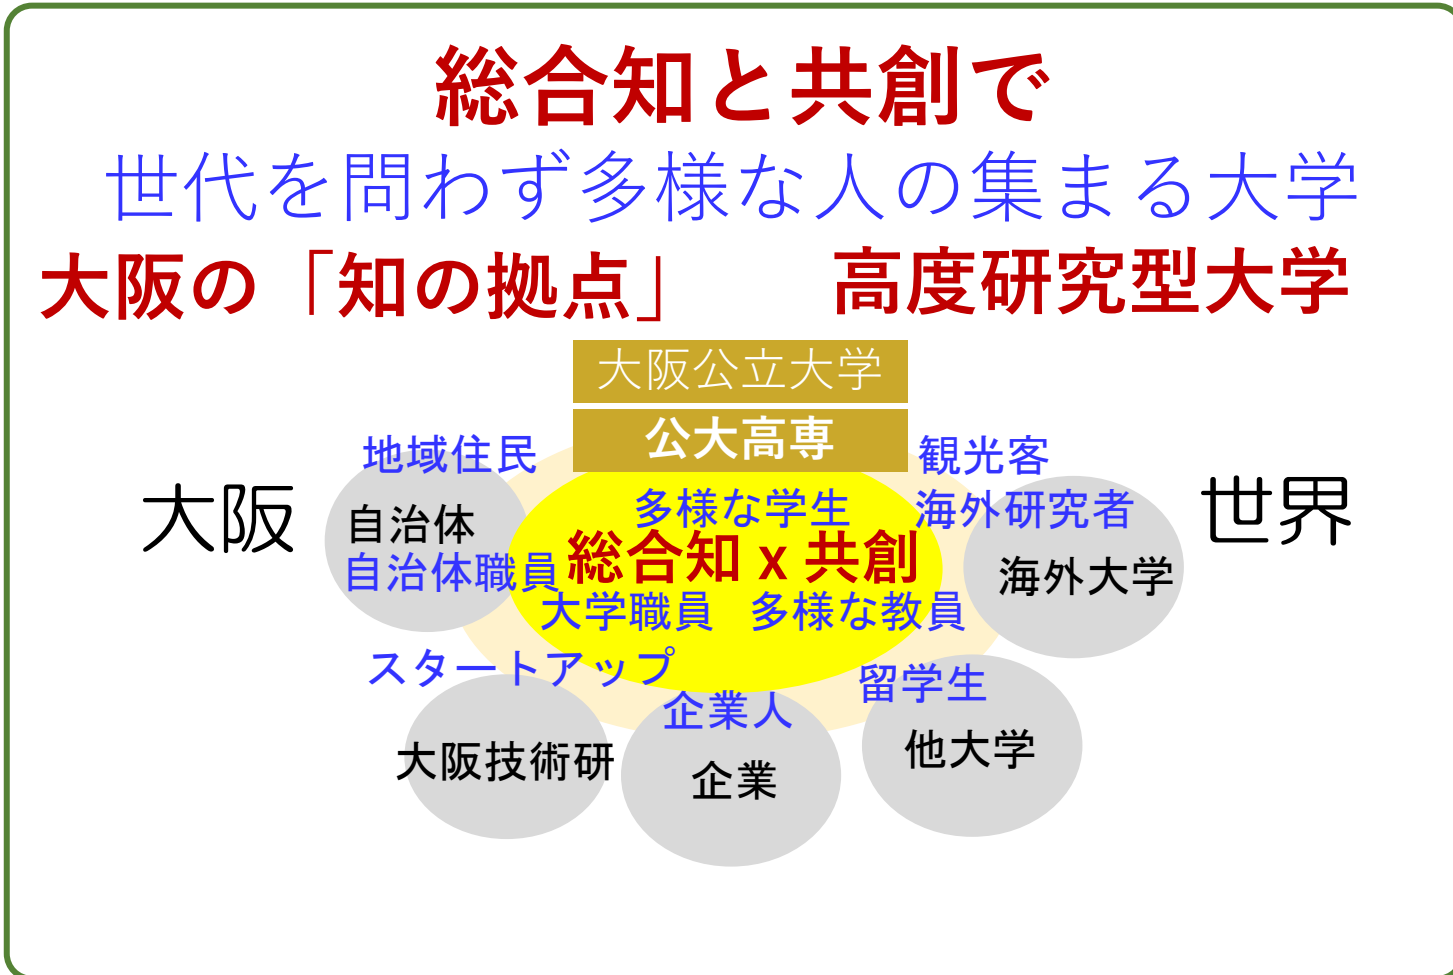 総合知と共創で
世代を問わず多様な人の集まる大学
大阪の「知の拠点」 高度研究型大学
大阪公立大学
公大高専
地域住民
観光客
大阪
自治体
多様な学生
海外研究者
世界
自治体職員
総合知 x 共創
海外大学
大学職員 多様な教員
スタートアップ
留学生
企業人
大阪技術研
企業
他大学